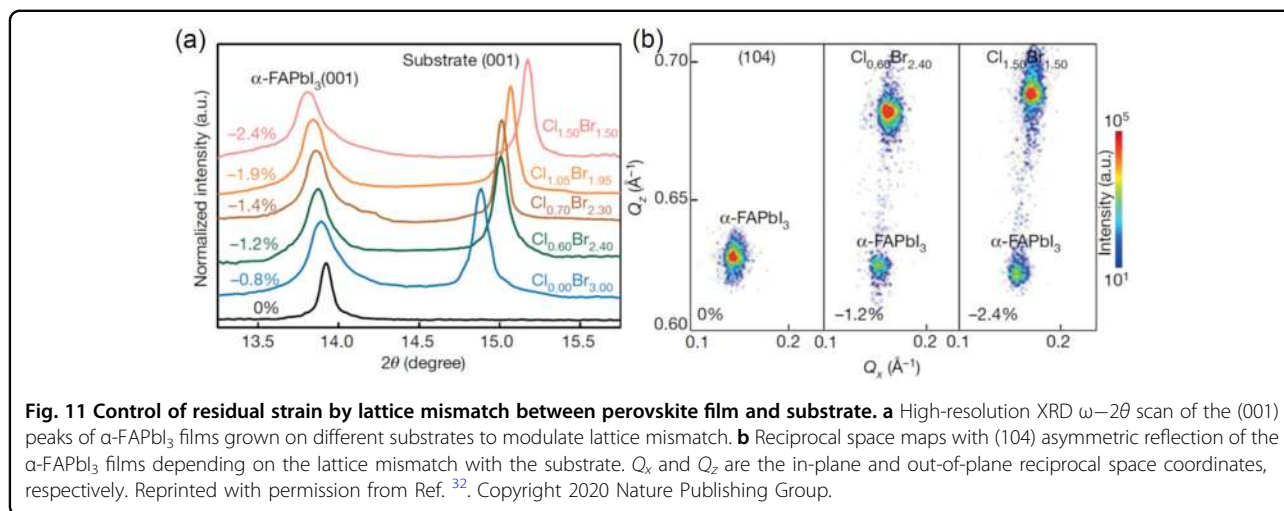 (a)
Substrate (001)
α-FAPbI₃(001)
−2.4%
Cl₁.₅₀Br₁.₅₀
−1.9%
Cl₁.₀₅Br₁.₉₅
−1.4%
Cl₀.₇₀Br₂.₃₀
−1.2%
Cl₀.₆₀Br₂.₄₀
−0.8%
Cl₀.₀₀Br₃.₀₀
0%
Normalized intensity (a.u.)
13.5 14.0 14.5 15.0 15.5
2θ (degree)
(b)
0.70
0.65
0.60
Q_z (Å⁻¹)
(104)
α-FAPbI₃
0%
Cl₀.₆₀Br₂.₄₀
α-FAPbI₃
−1.2%
Cl₁.₅₀Br₁.₅₀
α-FAPbI₃
−2.4%
0.1 0.2 0.1 0.2 0.1 0.2
Q_x (Å⁻¹)
10⁵
Intensity (a.u.)
10¹
Fig. 11 Control of residual strain by lattice mismatch between perovskite film and substrate. a High-resolution XRD ω−2θ scan of the (001)
peaks of α-FAPbI₃ films grown on different substrates to modulate lattice mismatch. b Reciprocal space maps with (104) asymmetric reflection of the
α-FAPbI₃ films depending on the lattice mismatch with the substrate. Q_x and Q_z are the in-plane and out-of-plane reciprocal space coordinates,
respectively. Reprinted with permission from Ref. ³². Copyright 2020 Nature Publishing Group.